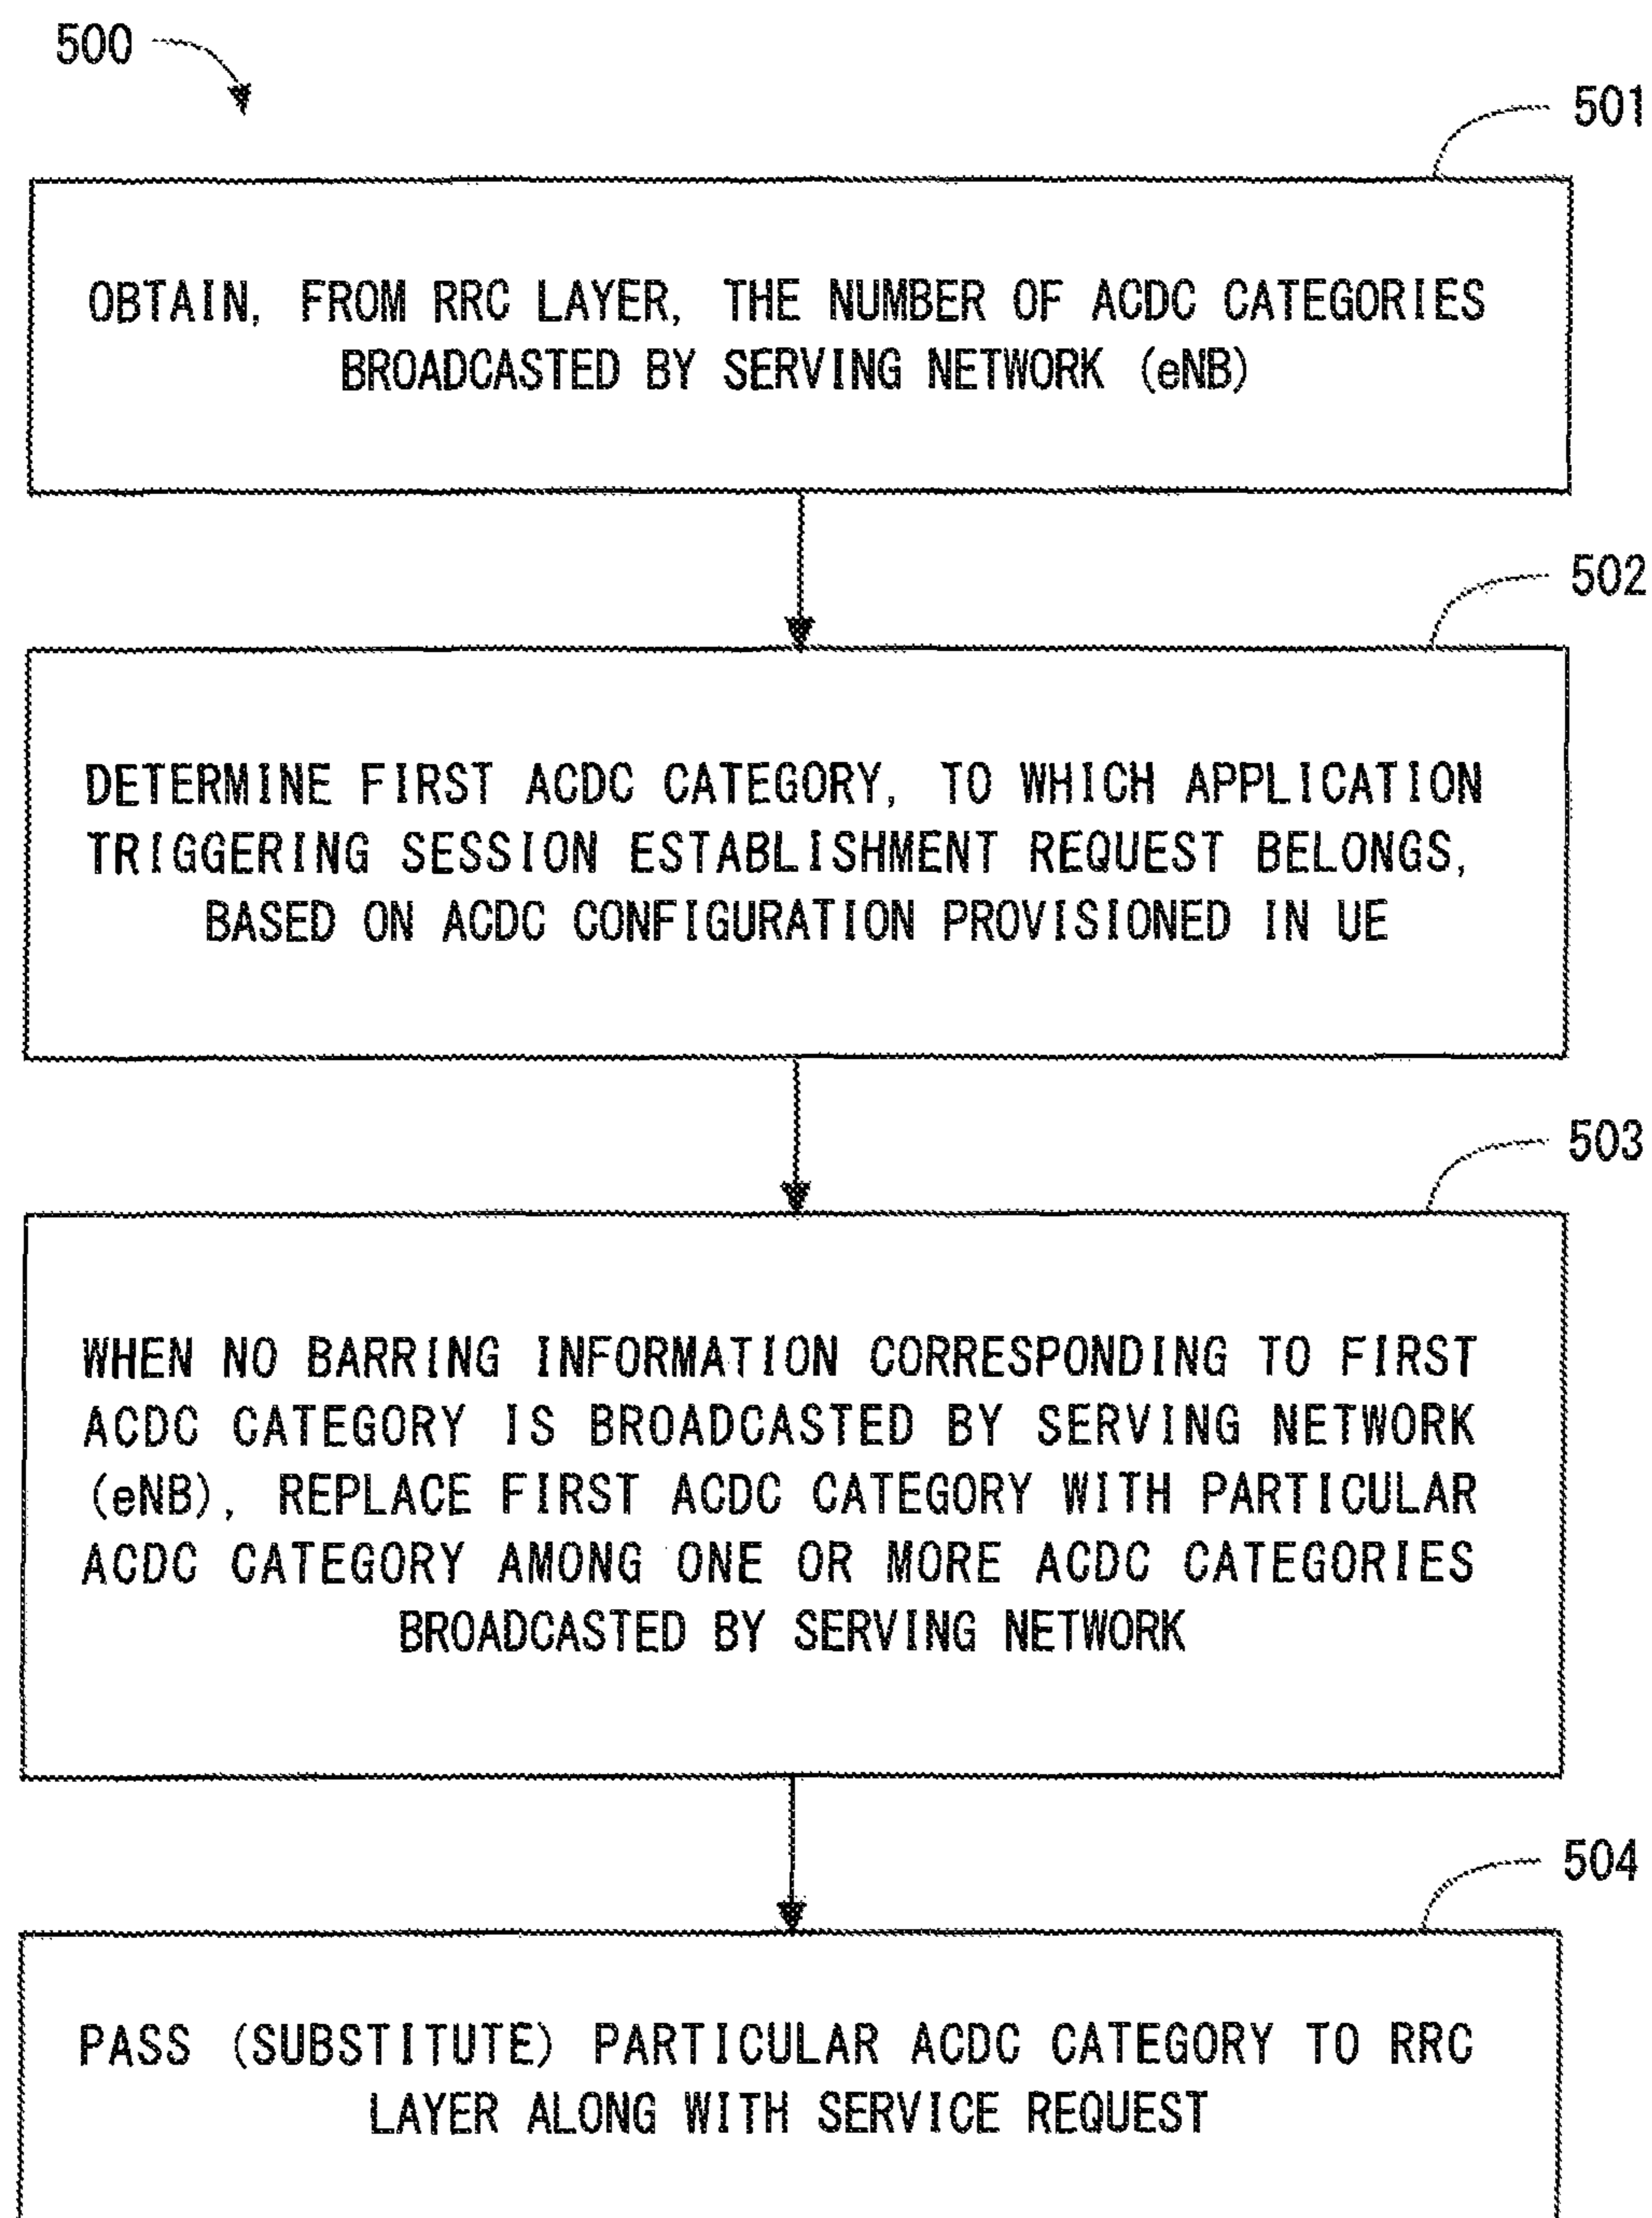 500
501
OBTAIN, FROM RRC LAYER, THE NUMBER OF ACDC CATEGORIES
BROADCASTED BY SERVING NETWORK (eNB)
502
DETERMINE FIRST ACDC CATEGORY, TO WHICH APPLICATION
TRIGGERING SESSION ESTABLISHMENT REQUEST BELONGS,
BASED ON ACDC CONFIGURATION PROVISIONED IN UE
503
WHEN NO BARRING INFORMATION CORRESPONDING TO FIRST
ACDC CATEGORY IS BROADCASTED BY SERVING NETWORK
(eNB), REPLACE FIRST ACDC CATEGORY WITH PARTICULAR
ACDC CATEGORY AMONG ONE OR MORE ACDC CATEGORIES
BROADCASTED BY SERVING NETWORK
504
PASS (SUBSTITUTE) PARTICULAR ACDC CATEGORY TO RRC
LAYER ALONG WITH SERVICE REQUEST